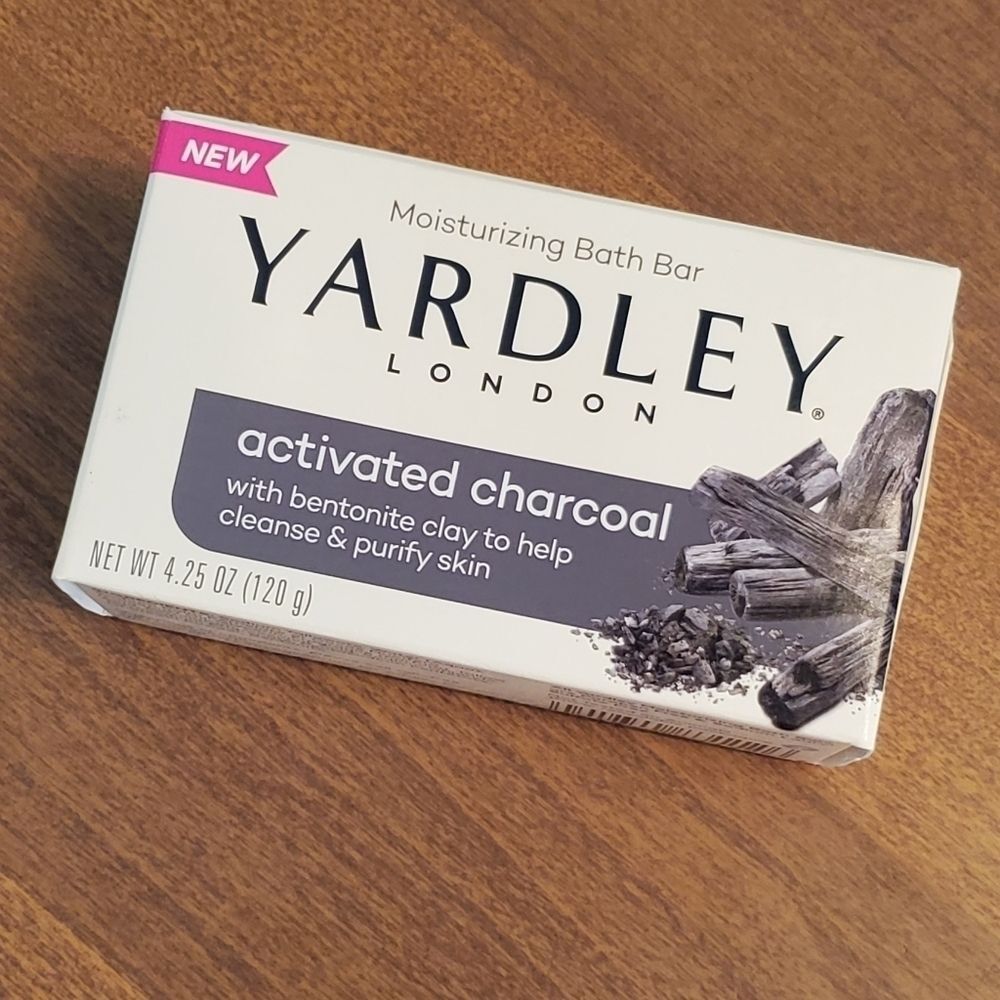 NEW
Moisturizing Bath Bar
YARDLEY
LONDON
®
activated charcoal
with bentonite clay to help
cleanse & purify skin
NET WT 4.25 OZ (120 g)